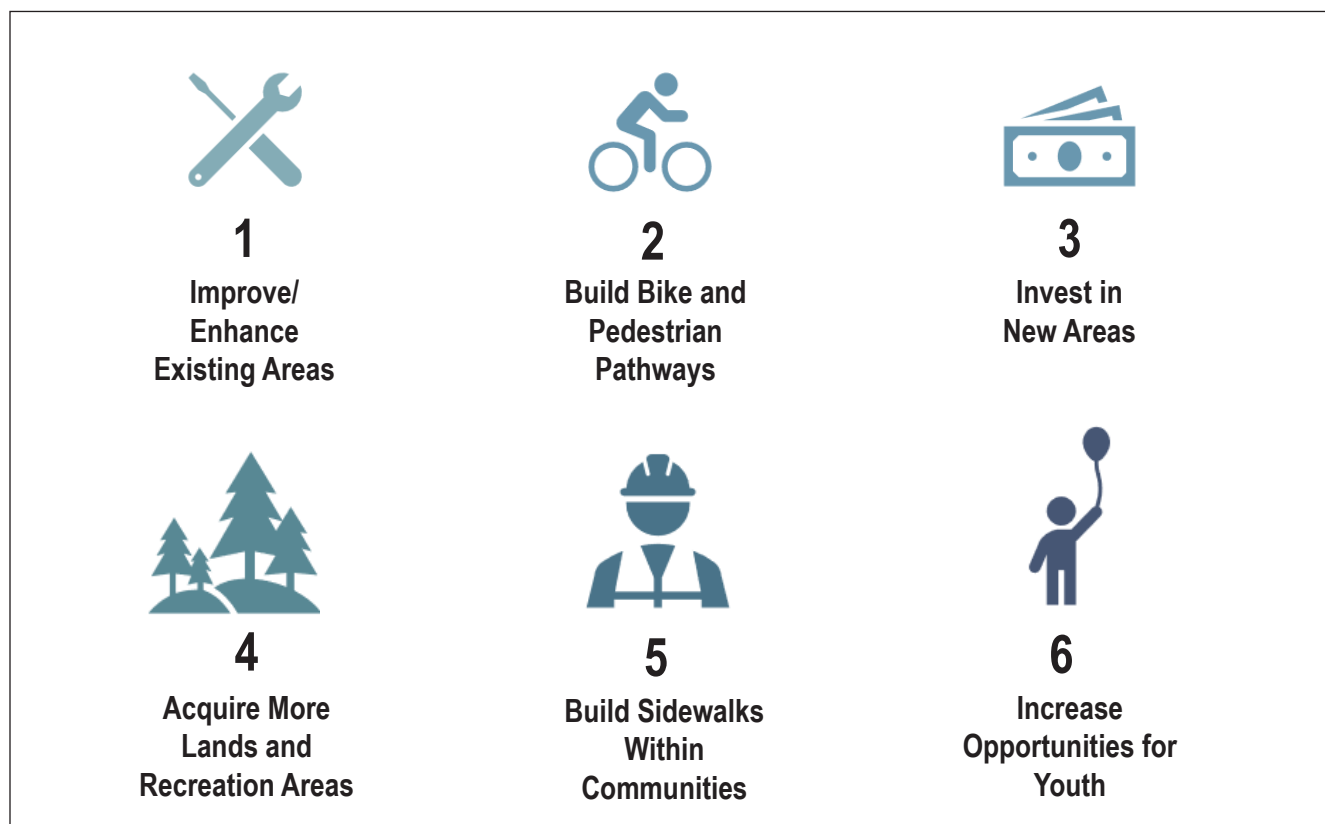 1
Improve/
Enhance
Existing Areas
2
Build Bike and
Pedestrian
Pathways
3
Invest in
New Areas
4
Acquire More
Lands and
Recreation Areas
5
Build Sidewalks
Within
Communities
6
Increase
Opportunities for
Youth